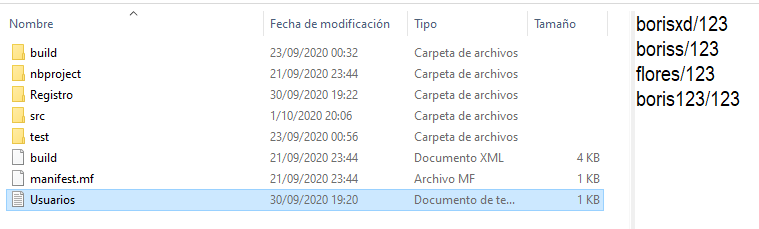 Nombre Fecha de modificación Tipo Tamaño
build 23/09/2020 00:32 Carpeta de archivos
nbproject 21/09/2020 23:44 Carpeta de archivos
Registro 30/09/2020 19:22 Carpeta de archivos
src 1/10/2020 20:06 Carpeta de archivos
test 23/09/2020 00:56 Carpeta de archivos
build 21/09/2020 23:44 Documento XML 4 KB
manifest.mf 21/09/2020 23:44 Archivo MF 1 KB
Usuarios 30/09/2020 19:20 Documento de te... 1 KB
borisxd/123
boriss/123
flores/123
boris123/123